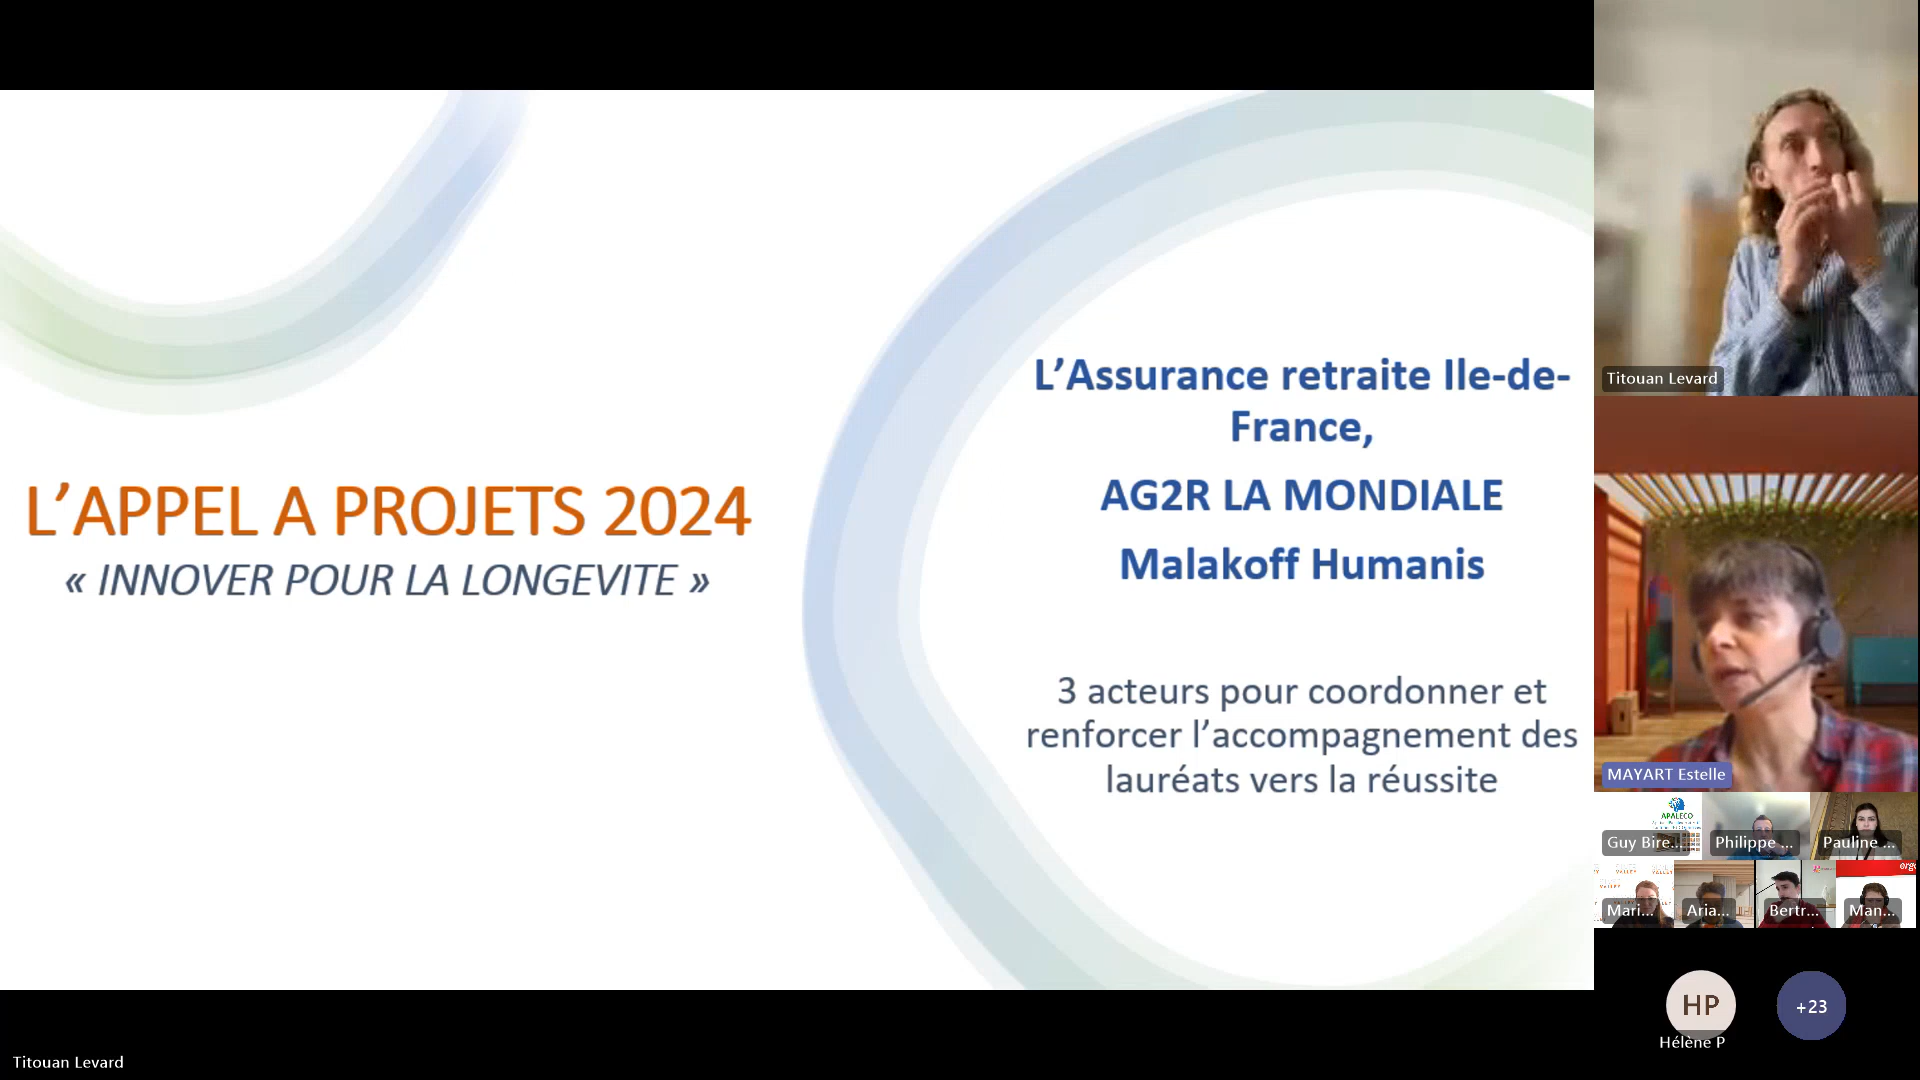 L'APPEL A PROJETS 2024
« INNOVER POUR LA LONGEVITE »
L'Assurance retraite Ile-de-
France,
AG2R LA MONDIALE
Malakoff Humanis
3 acteurs pour coordonner et
renforcer l'accompagnement des
lauréats vers la réussite
Titouan Levard
MAYART Estelle
APALECO
Guy Bire...
Philippe ...
Pauline ...
VALLEY
Mari...
Aria...
Bertr...
Man...
HP
+23
Hélène P
Titouan Levard